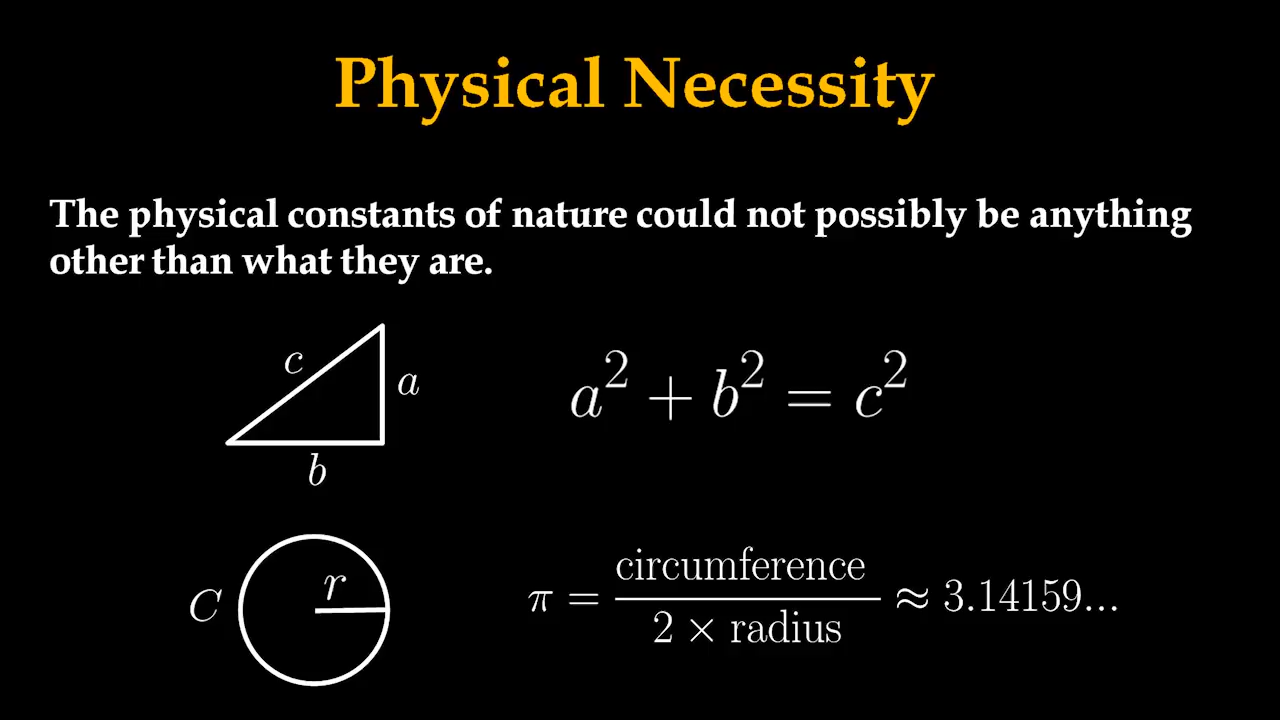 Physical Necessity
The physical constants of nature could not possibly be anything
other than what they are.
c
a
b
a² + b² = c²
C
r
π = circumference / 2 × radius ≈ 3.14159...